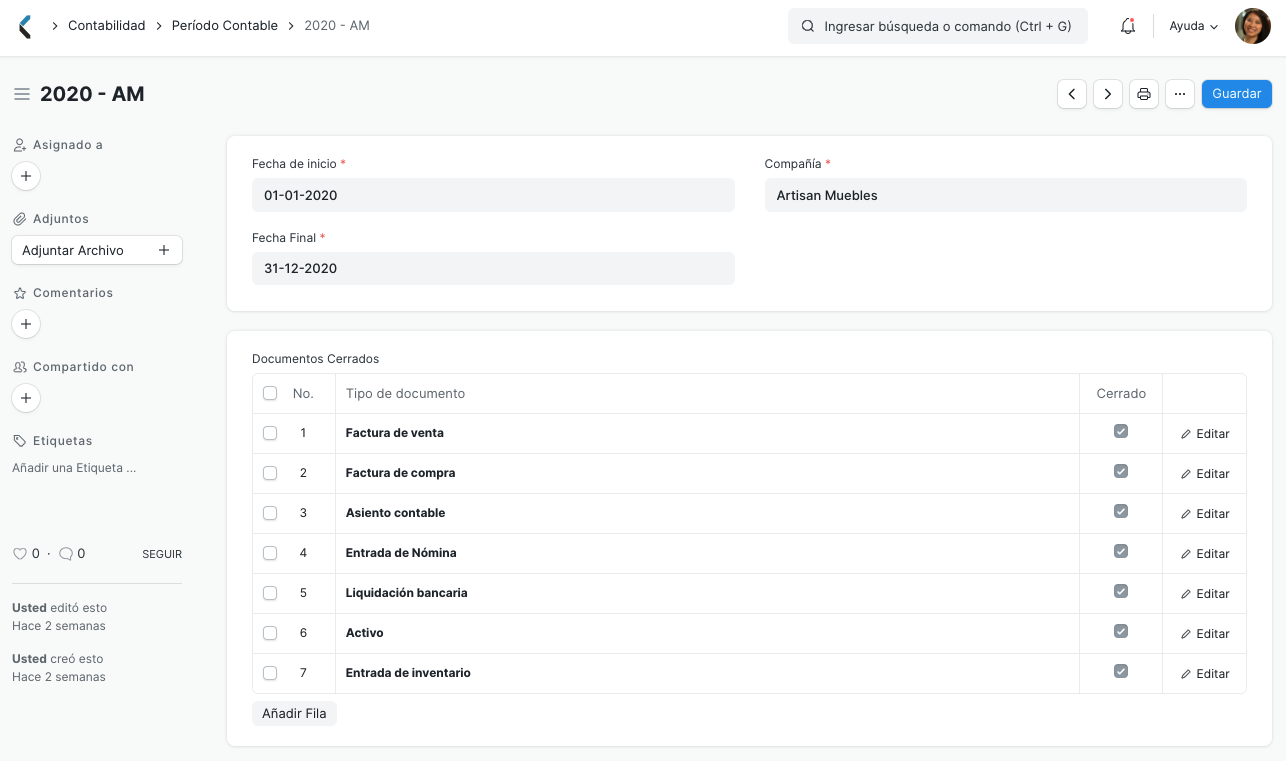 Contabilidad > Período Contable > 2020 - AM
Ingresar búsqueda o comando (Ctrl + G)
Ayuda
2020 - AM
Guardar
Asignado a
Adjuntos
Adjuntar Archivo
Comentarios
Compartido con
Etiquetas
Añadir una Etiqueta ...
0 · 0 SEGUIR
Usted editó esto
Hace 2 semanas
Usted creó esto
Hace 2 semanas
Fecha de inicio *
01-01-2020
Compañía *
Artisan Muebles
Fecha Final *
31-12-2020
Documentos Cerrados
No. Tipo de documento Cerrado
1 Factura de venta Editar
2 Factura de compra Editar
3 Asiento contable Editar
4 Entrada de Nómina Editar
5 Liquidación bancaria Editar
6 Activo Editar
7 Entrada de inventario Editar
Añadir Fila